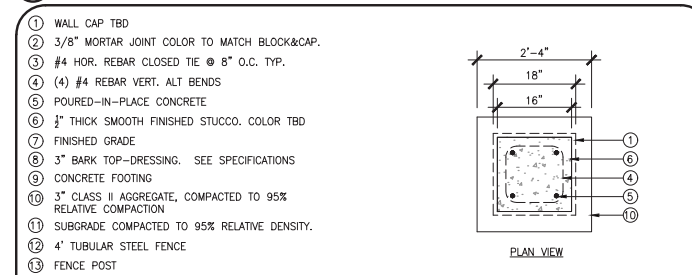 1 WALL CAP TBD
2 3/8" MORTAR JOINT COLOR TO MATCH BLOCK&CAP.
3 #4 HOR. REBAR CLOSED TIE @ 8" O.C. TYP.
4 (4) #4 REBAR VERT. ALT BENDS
5 POURED-IN-PLACE CONCRETE
6 ½" THICK SMOOTH FINISHED STUCCO. COLOR TBD
7 FINISHED GRADE
8 3" BARK TOP-DRESSING. SEE SPECIFICATIONS
9 CONCRETE FOOTING
10 3" CLASS II AGGREGATE, COMPACTED TO 95%
RELATIVE COMPACTION
11 SUBGRADE COMPACTED TO 95% RELATIVE DENSITY.
12 4' TUBULAR STEEL FENCE
13 FENCE POST
2'-4"
18"
16"
1
6
4
5
10
PLAN VIEW